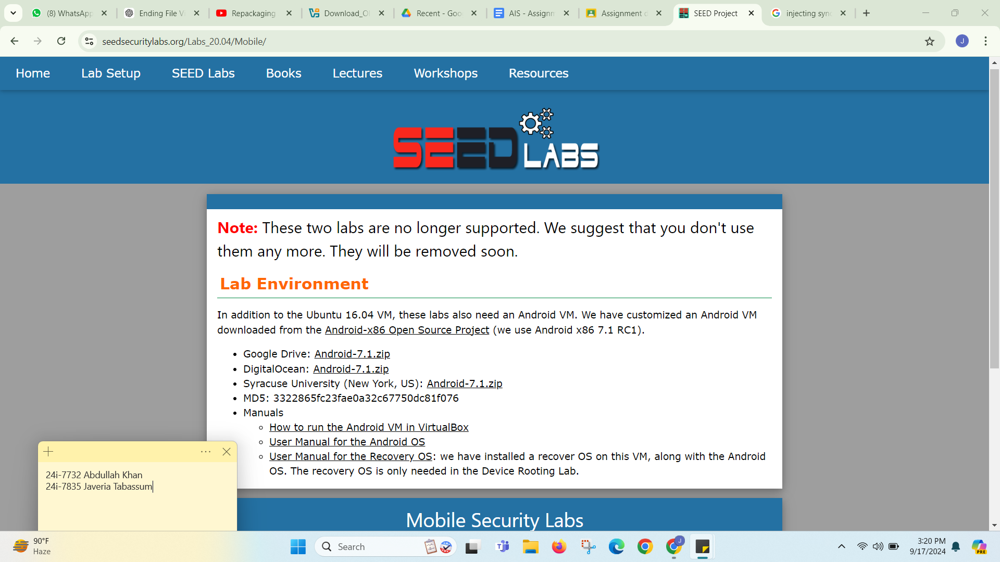 (8) WhatsApp
Ending File Vi
Repackaging
Download_Ol
Recent - Goo
AIS - Assignm
Assignment d
SEED Project
injecting sync
seedsecuritylabs.org/Labs_20.04/Mobile/
J
Home
Lab Setup
SEED Labs
Books
Lectures
Workshops
Resources
SEED LABS
Note: These two labs are no longer supported. We suggest that you don't use
them any more. They will be removed soon.
Lab Environment
In addition to the Ubuntu 16.04 VM, these labs also need an Android VM. We have customized an Android VM
downloaded from the Android-x86 Open Source Project (we use Android x86 7.1 RC1).
• Google Drive: Android-7.1.zip
• DigitalOcean: Android-7.1.zip
• Syracuse University (New York, US): Android-7.1.zip
• MD5: 3322865fc23fae0a32c67750dc81f076
• Manuals
◦ How to run the Android VM in VirtualBox
◦ User Manual for the Android OS
◦ User Manual for the Recovery OS: we have installed a recover OS on this VM, along with the Android
OS. The recovery OS is only needed in the Device Rooting Lab.
24i-7732 Abdullah Khan
24i-7835 Javeria Tabassum
Mobile Security Labs
90°F
Haze
Search
J
3:20 PM
9/17/2024
PRE